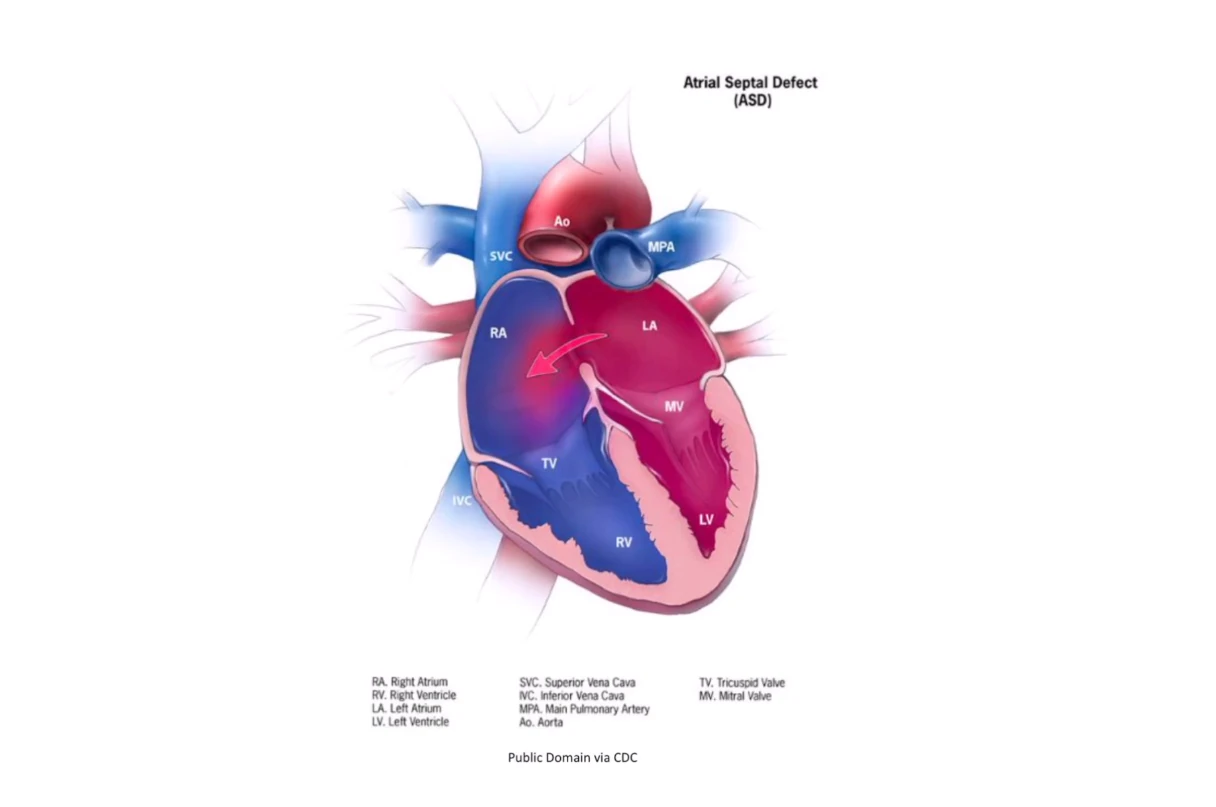 Atrial Septal Defect
(ASD)
Ao
MPA
SVC
RA
LA
MV
TV
IVC
LV
RV
RA. Right Atrium
RV. Right Ventricle
LA. Left Atrium
LV. Left Ventricle
SVC. Superior Vena Cava
IVC. Inferior Vena Cava
MPA. Main Pulmonary Artery
Ao. Aorta
TV. Tricuspid Valve
MV. Mitral Valve
Public Domain via CDC